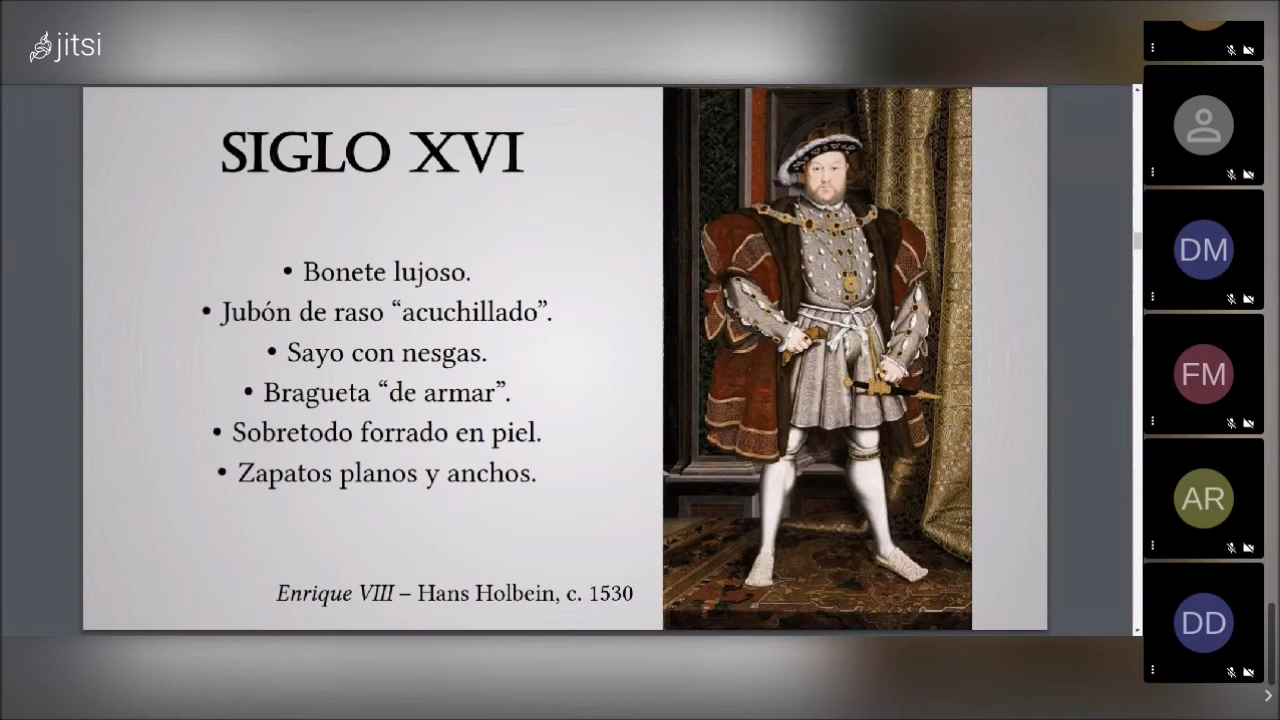 jitsi
SIGLO XVI
• Bonete lujoso.
• Jubón de raso “acuchillado”.
• Sayo con nesgas.
• Bragueta “de armar”.
• Sobretodo forrado en piel.
• Zapatos planos y anchos.
Enrique VIII – Hans Holbein, c. 1530
DM
FM
AR
DD